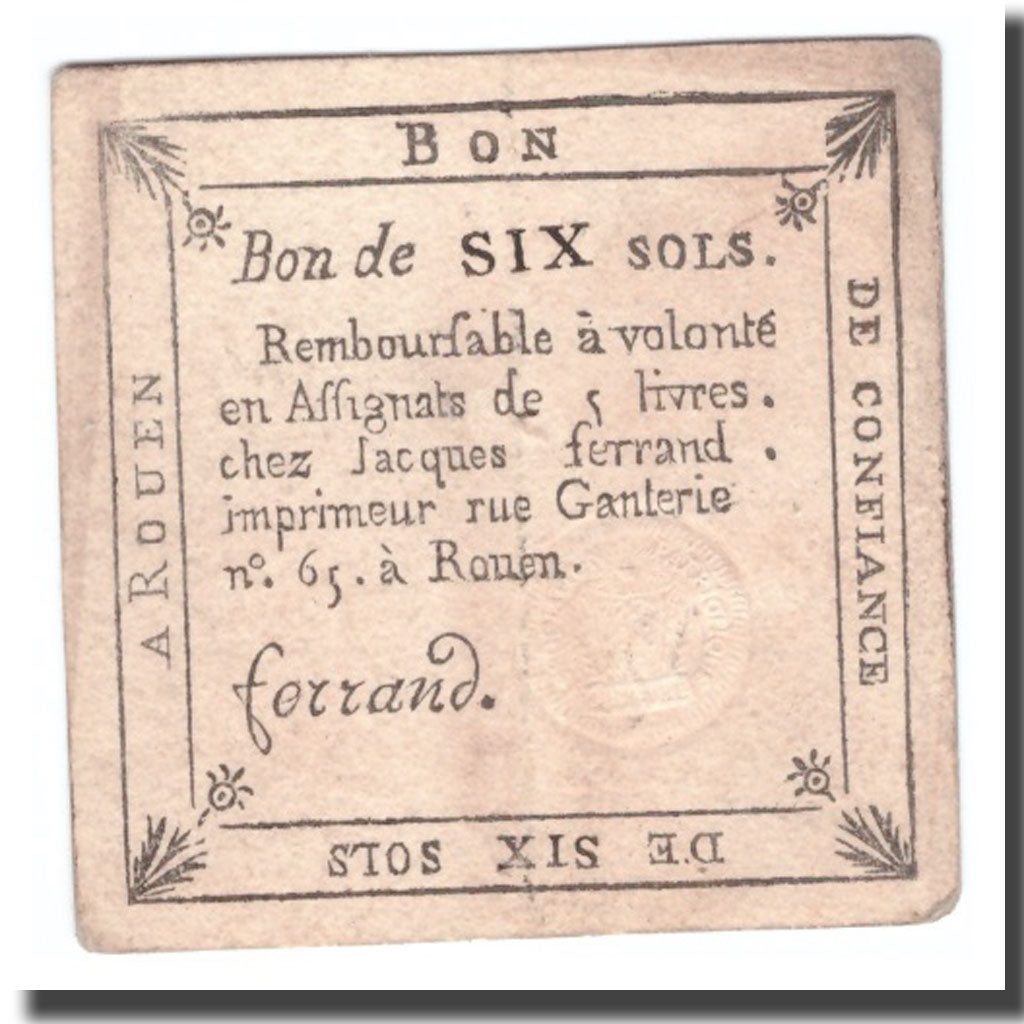 BON
DE CONFIANCE
DE SIX SOLS
A ROUEN
Bon de SIX SOLS.
Rembourſable à volonté
en Aſſignats de 5 livres.
chez Jacques ferrand.
imprimeur rue Ganterie
nº. 65. à Rouen.
ferrand.